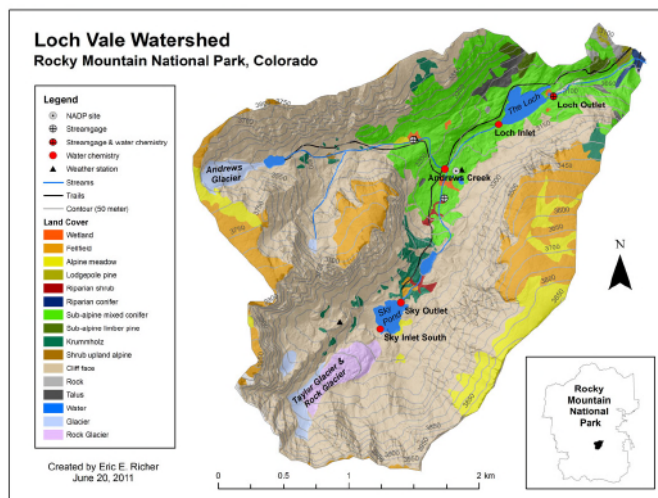 Loch Vale Watershed
Rocky Mountain National Park, Colorado
Legend
NADP site
Streamgage
Streamgage & water chemistry
Water chemistry
Weather station
Streams
Trails
Contour (50 meter)
Land Cover
Wetland
Fellfield
Alpine meadow
Lodgepole pine
Riparian shrub
Riparian conifer
Sub-alpine mixed conifer
Sub-alpine limber pine
Krummholz
Shrub upland alpine
Cliff face
Rock
Talus
Water
Glacier
Rock Glacier
Created by Eric E. Richer
June 20, 2011
The Loch
Loch Outlet
Loch Inlet
Andrews
Glacier
Andrews Creek
Sky
Pond
Sky Outlet
Sky Inlet South
Taylor Glacier &
Rock Glacier
N
Rocky
Mountain
National
Park
0 0.5 1 2 km